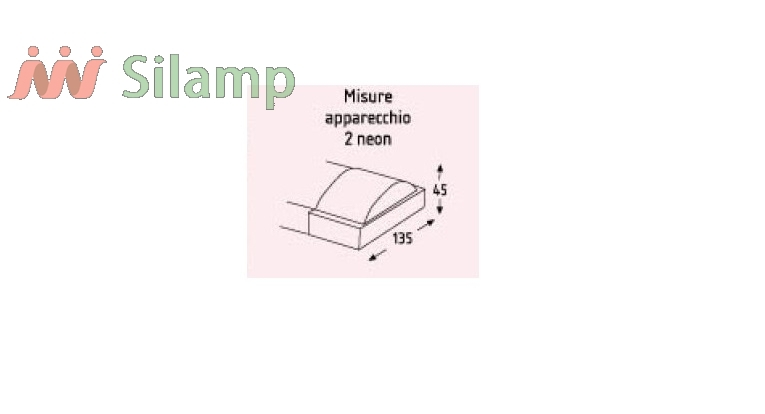 Silamp
Misure
apparecchio
2 neon
45
135